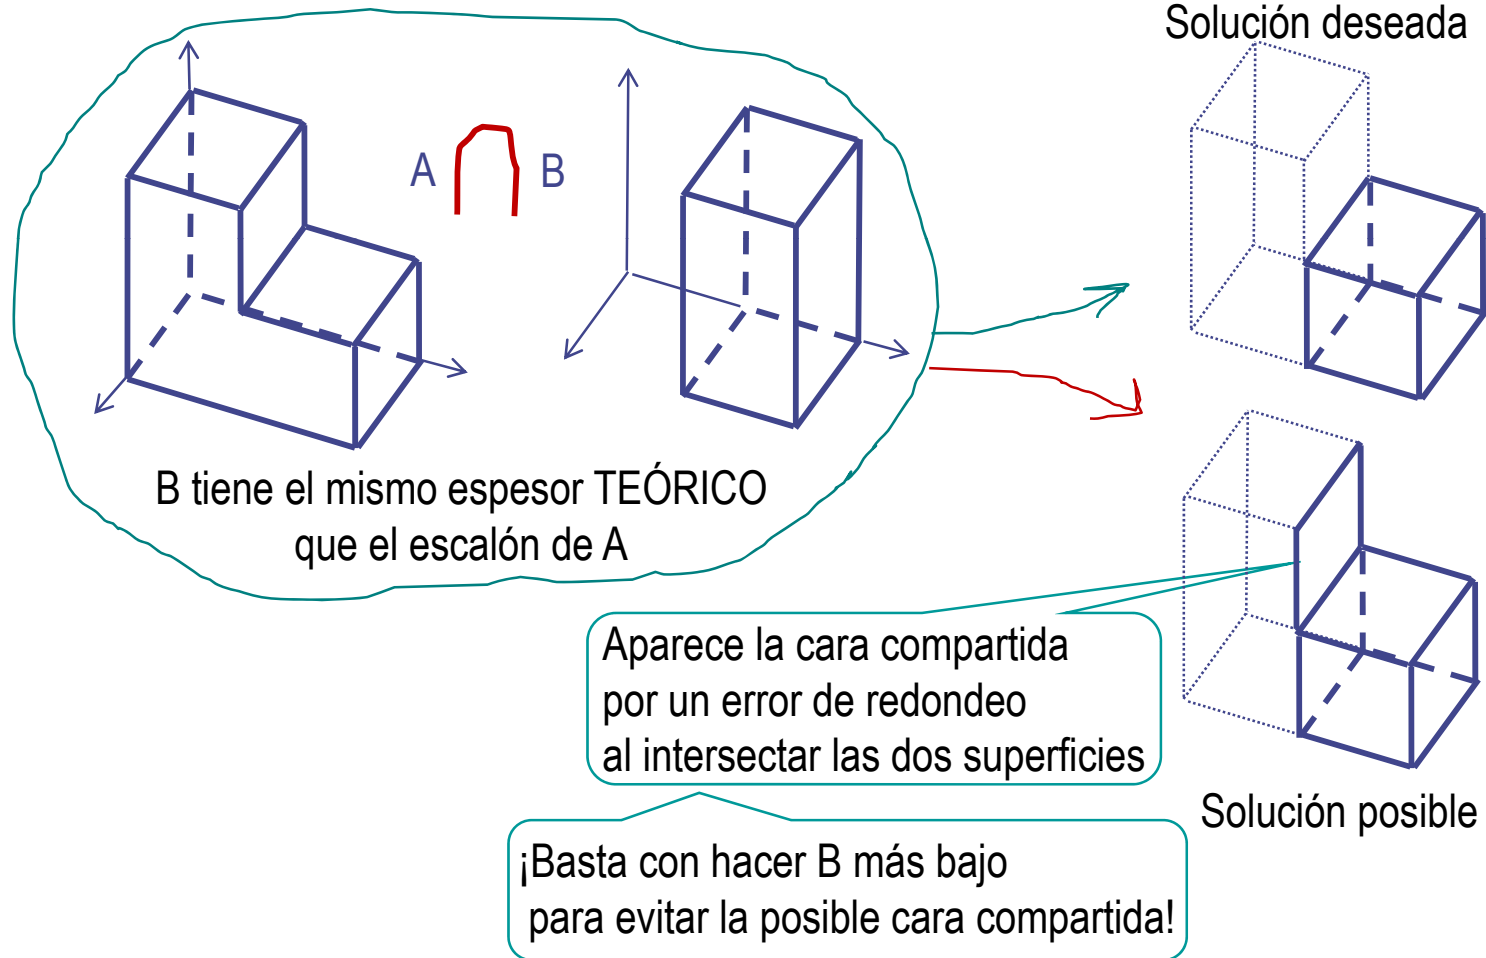 Solución deseada
A ∩ B
B tiene el mismo espesor TEÓRICO
que el escalón de A
Aparece la cara compartida
por un error de redondeo
al intersectar las dos superficies
Solución posible
¡Basta con hacer B más bajo
para evitar la posible cara compartida!